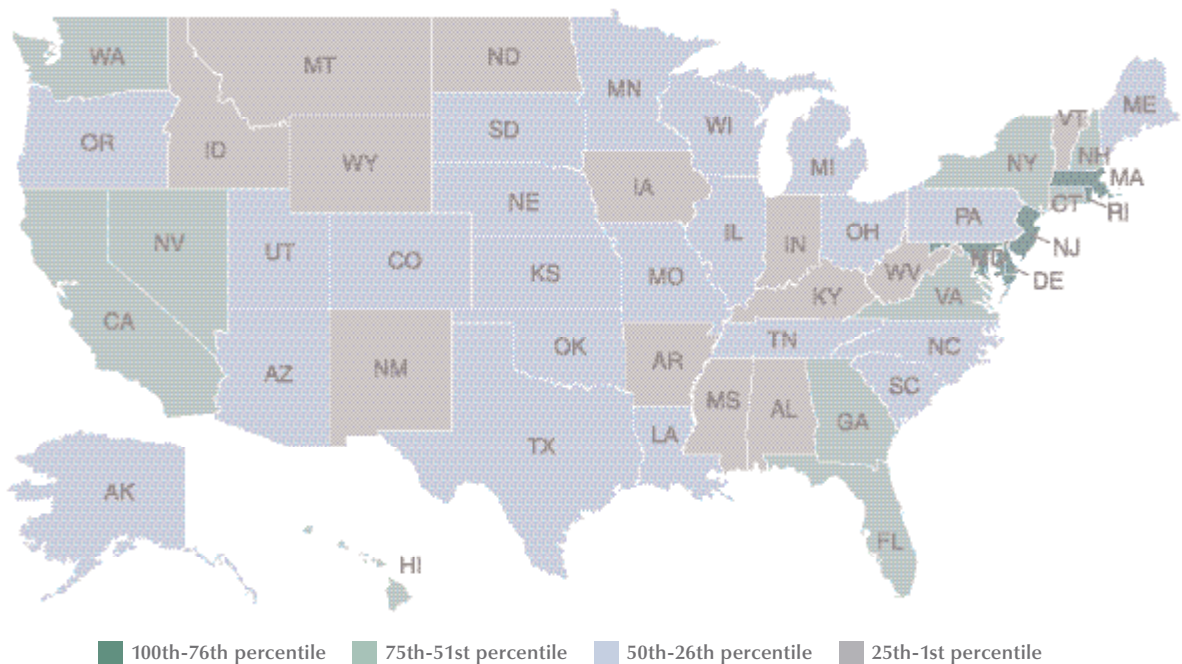 WA
MT
ND
MN
ME
VT
OR
ID
SD
WI
NH
WY
MI
NY
MA
IA
CT
RI
NE
PA
NV
UT
IL
IN
OH
NJ
CO
MD
KS
MO
WV
DE
KY
VA
CA
TN
NC
OK
AR
AZ
NM
SC
MS
AL
GA
LA
TX
AK
FL
HI
100th-76th percentile 75th-51st percentile 50th-26th percentile 25th-1st percentile